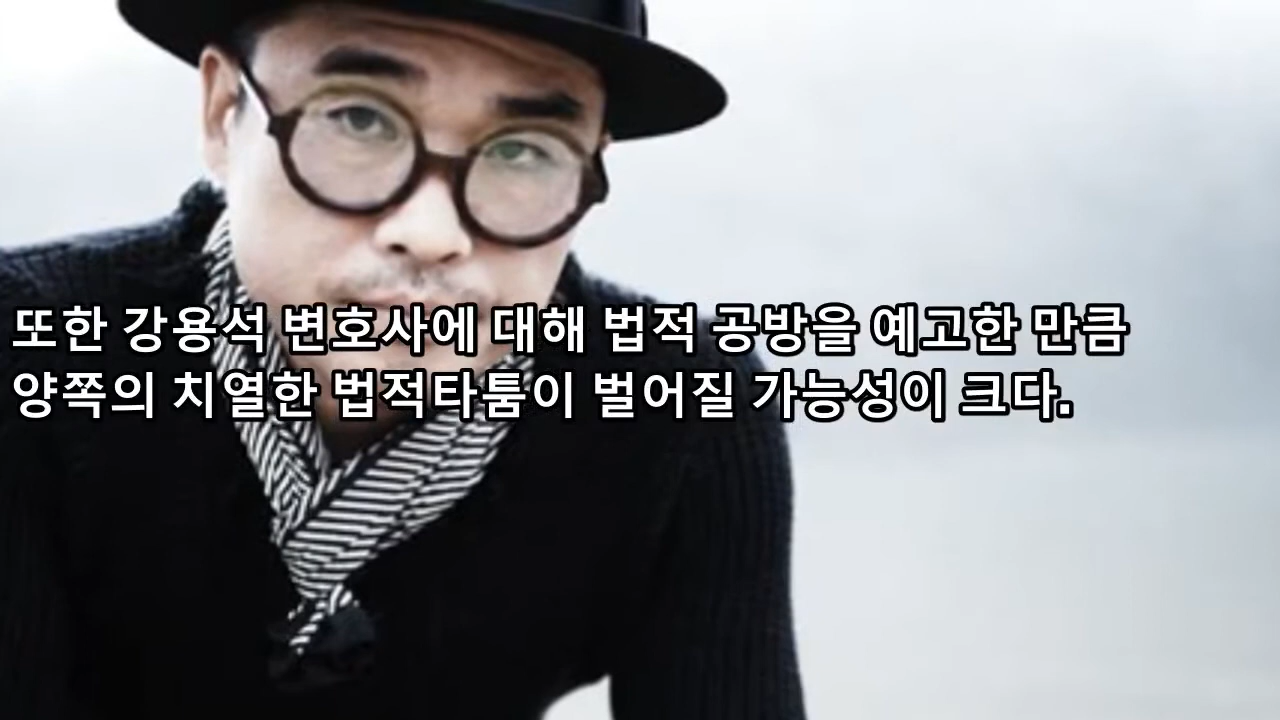 또한 강용석 변호사에 대해 법적 공방을 예고한 만큼
양쪽의 치열한 법적타툼이 벌어질 가능성이 크다.